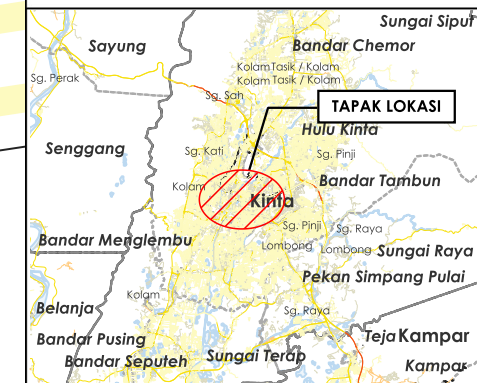 Sungai Siput
Sayung
Bandar Chemor
Kolam Tasik / Kolam
Sg. Perak
Kolam Tasik / Kolam
Sg. Sah
TAPAK LOKASI
Hulu Kinta
Senggang
Sg. Kati
Sg. Pinji
Kolam
Bandar Tambun
Kinta
Sg. Pinji
Sg. Raya
Bandar Menglembu
Lombong
Lombong
Sungai Raya
Pekan Simpang Pulai
Kolam
Belanja
Sg. Raya
Bandar Pusing
Teja
Kampar
Bandar Seputeh
Sungai Terap
Kampar